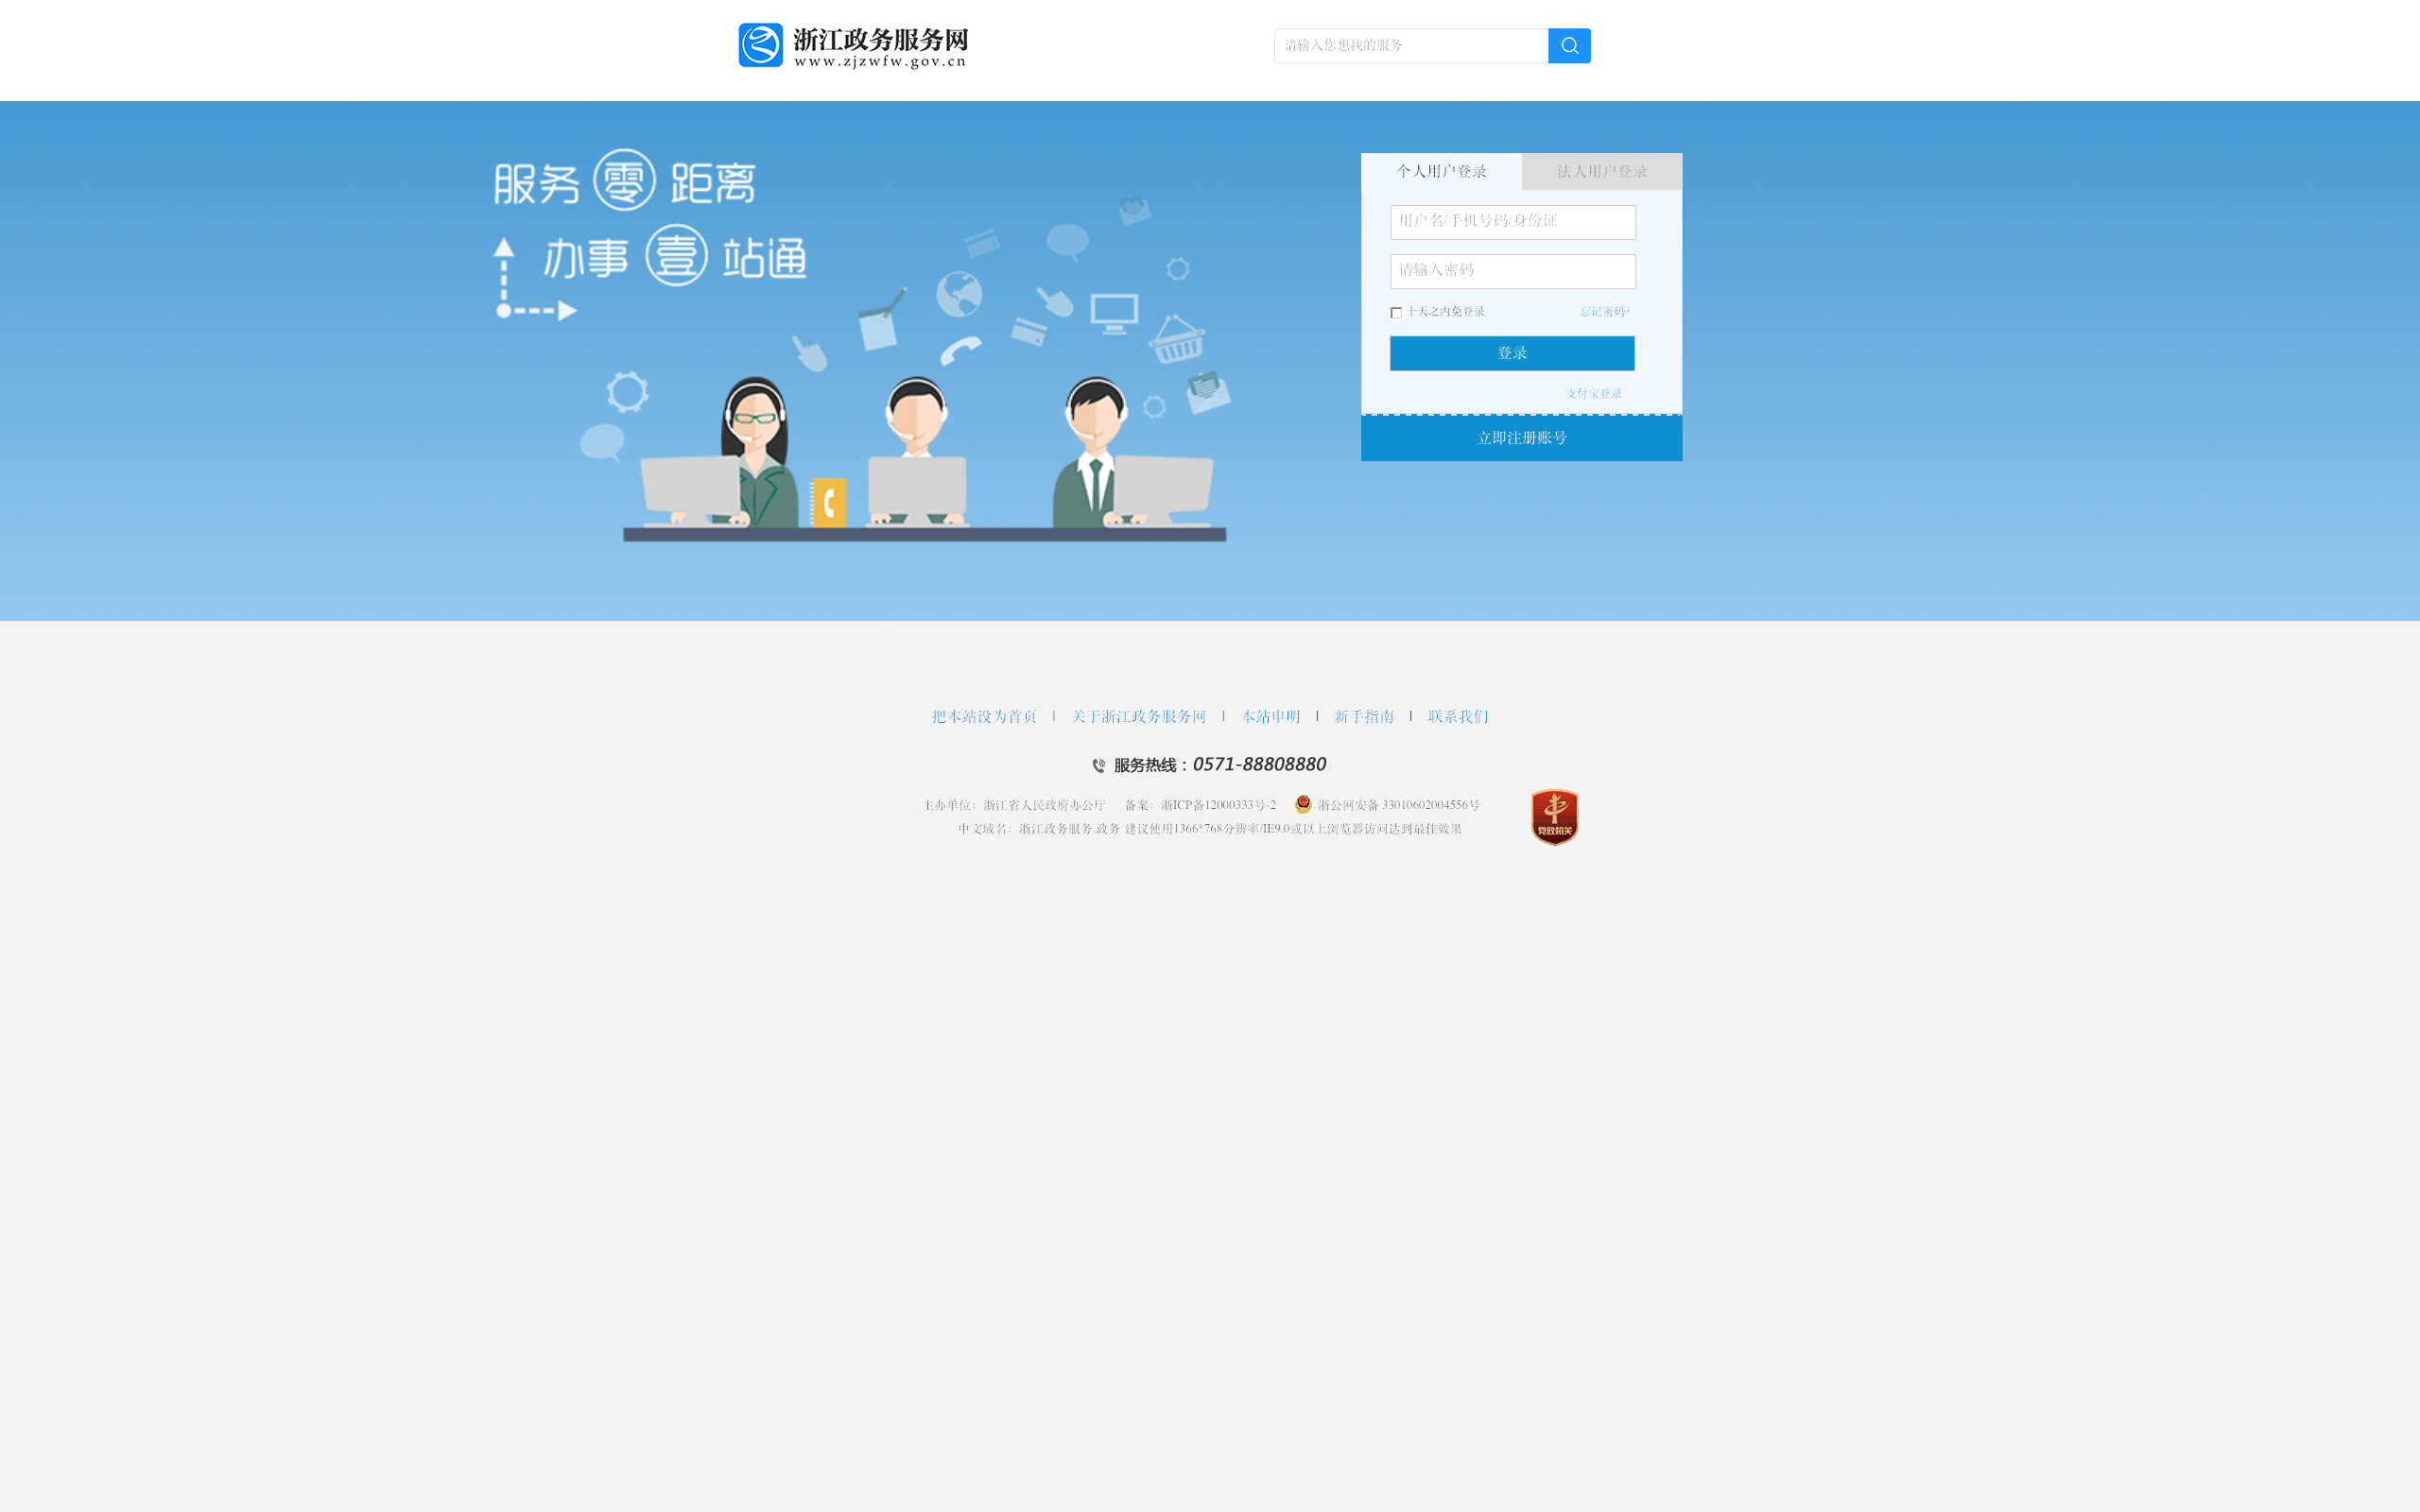 浙江政务服务网
www.zjzwfw.gov.cn
请输入您想找的服务
服务 零 距离
办事 壹 站通
个人用户登录
法人用户登录
用户名/手机号码/身份证
请输入密码
十天之内免登录
忘记密码?
登录
支付宝登录
立即注册账号
把本站设为首页 | 关于浙江政务服务网 | 本站申明 | 新手指南 | 联系我们
服务热线：0571-88808880
主办单位：浙江省人民政府办公厅 备案：浙ICP备12000333号-2 浙公网安备 33010602004556号
中文域名：浙江政务服务.政务 建议使用1366*768分辨率/IE9.0或以上浏览器访问达到最佳效果
党政机关